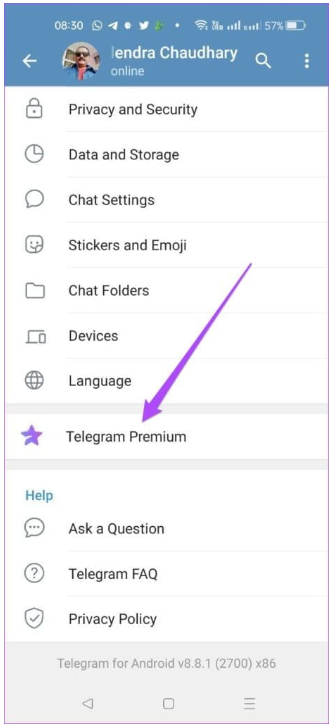 08:30 57%
lendra Chaudhary
online
Privacy and Security
Data and Storage
Chat Settings
Stickers and Emoji
Chat Folders
Devices
Language
Telegram Premium
Help
Ask a Question
Telegram FAQ
Privacy Policy
Telegram for Android v8.8.1 (2700) x86